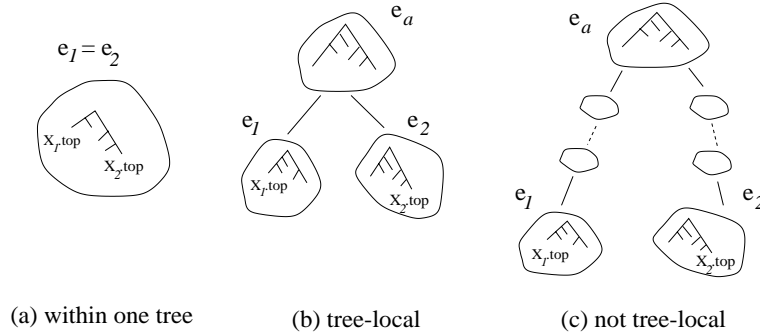 e1 = e2
X1.top
X2.top
(a) within one tree
ea
e1
e2
X1.top
X2.top
(b) tree-local
ea
e1
e2
X1.top
X2.top
(c) not tree-local